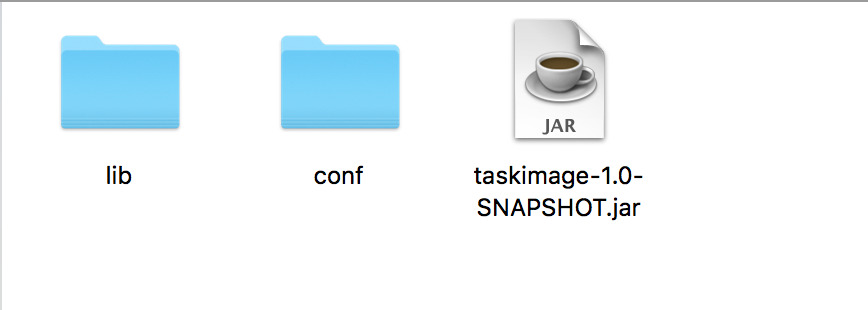 JAR
lib
conf
taskimage-1.0-
SNAPSHOT.jar